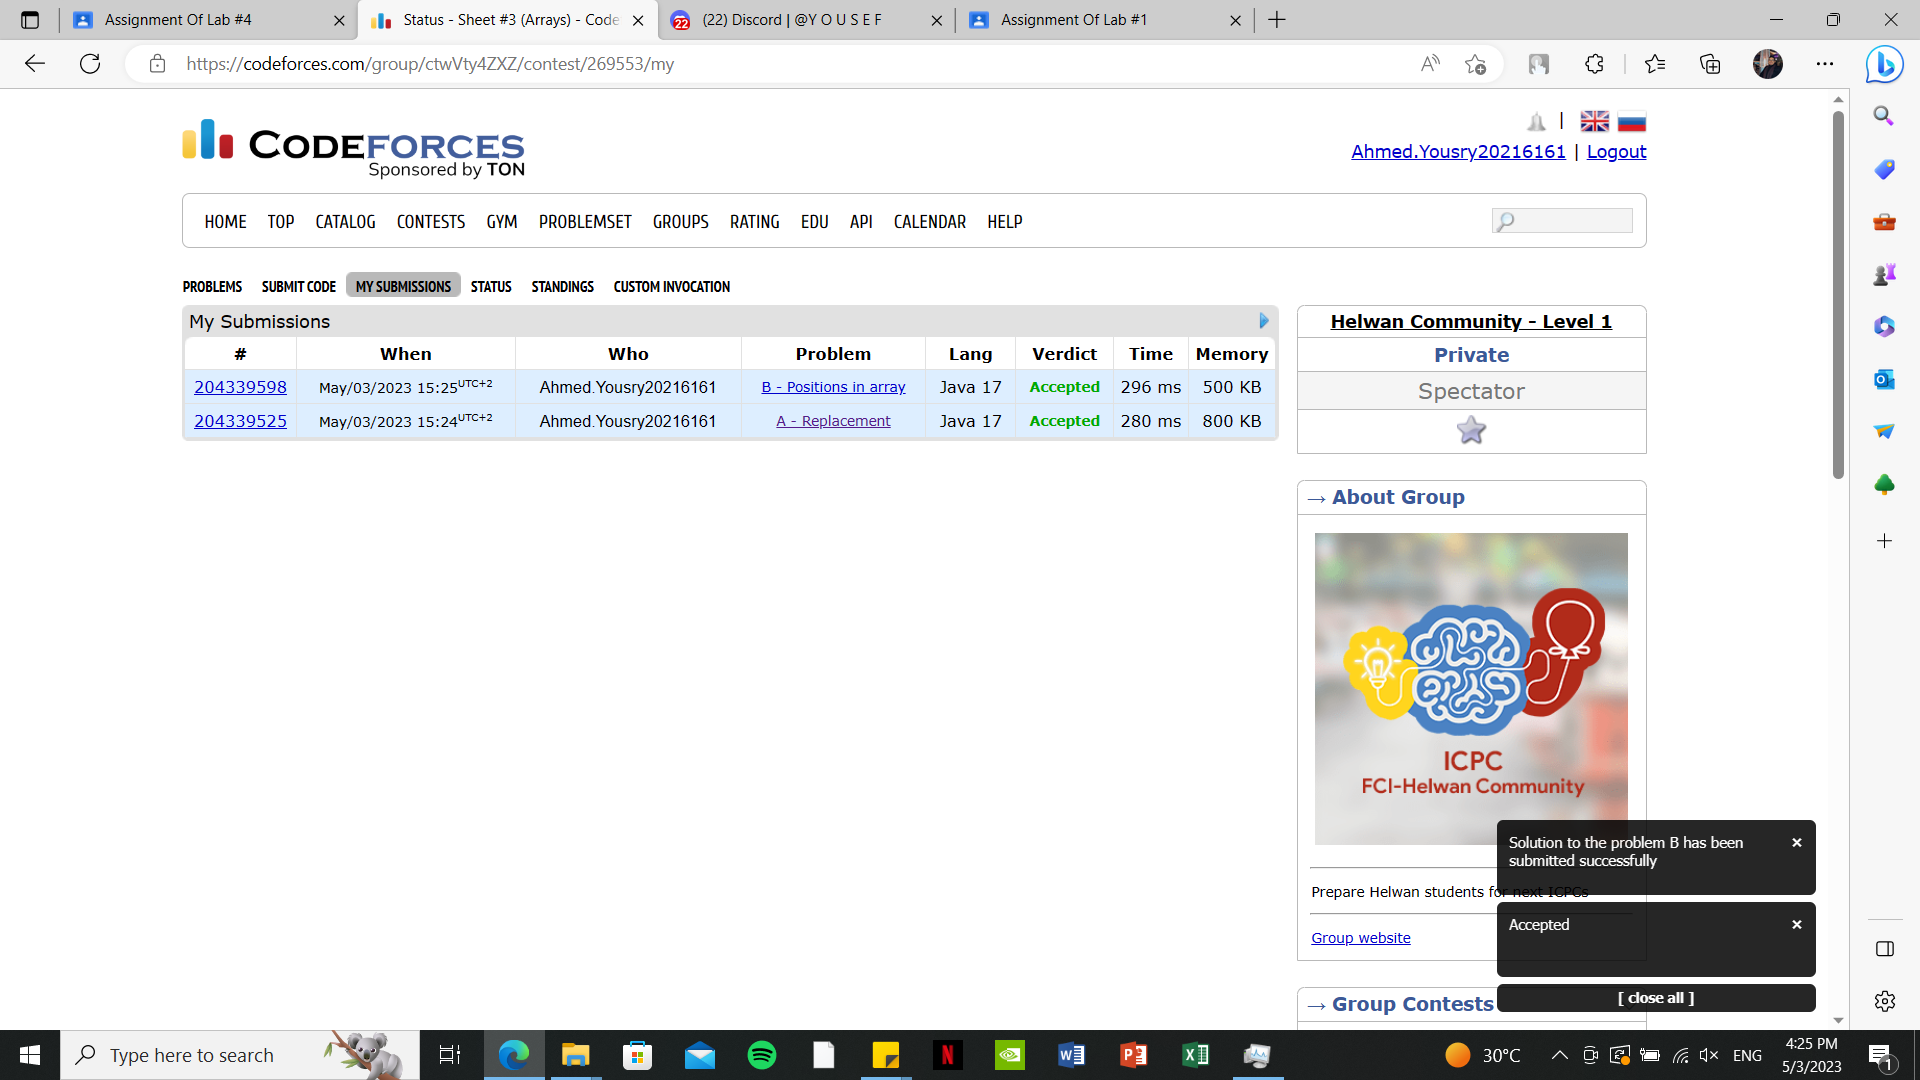 Assignment Of Lab #4
Status - Sheet #3 (Arrays) - Code
(22) Discord | @Y O U S E F
Assignment Of Lab #1
https://codeforces.com/group/ctwVty4ZXZ/contest/269553/my
CODEFORCES
Sponsored by TON
|
Ahmed.Yousry20216161 | Logout
HOME TOP CATALOG CONTESTS GYM PROBLEMSET GROUPS RATING EDU API CALENDAR HELP
PROBLEMS SUBMIT CODE MY SUBMISSIONS STATUS STANDINGS CUSTOM INVOCATION
My Submissions
# When Who Problem Lang Verdict Time Memory
204339598 May/03/2023 15:25UTC+2 Ahmed.Yousry20216161 B - Positions in array Java 17 Accepted 296 ms 500 KB
204339525 May/03/2023 15:24UTC+2 Ahmed.Yousry20216161 A - Replacement Java 17 Accepted 280 ms 800 KB
Helwan Community - Level 1
Private
Spectator
→ About Group
ICPC
FCI-Helwan Community
Prepare Helwan students for next ICPCs
Group website
→ Group Contests
Solution to the problem B has been
submitted successfully
Accepted
[ close all ]
Type here to search
30°C
ENG
4:25 PM
5/3/2023
1